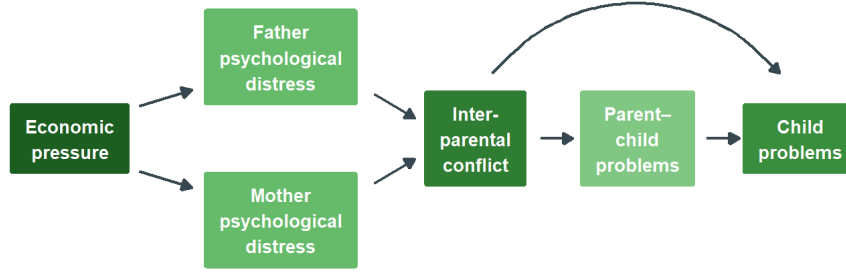 Economic
pressure
Father
psychological
distress
Mother
psychological
distress
Inter-
parental
conflict
Parent–
child
problems
Child
problems